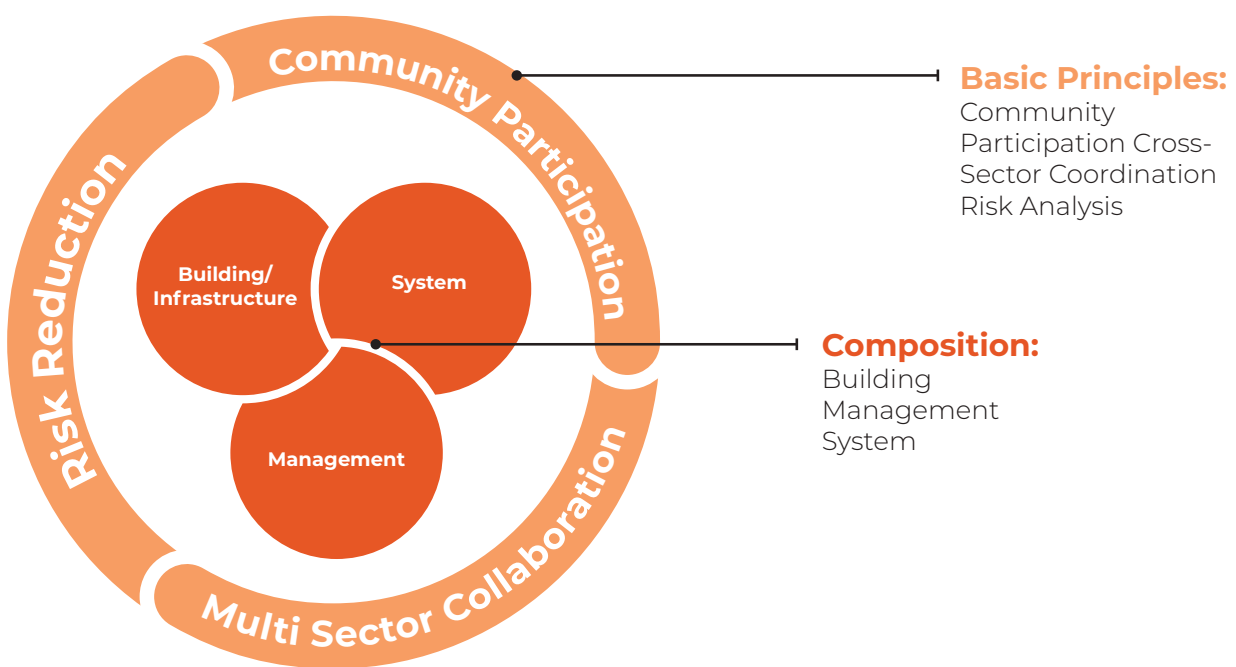 Community Participation
Risk Reduction
Multi Sector Collaboration
Building/
Infrastructure
System
Management
Basic Principles:
Community
Participation Cross-
Sector Coordination
Risk Analysis
Composition:
Building
Management
System